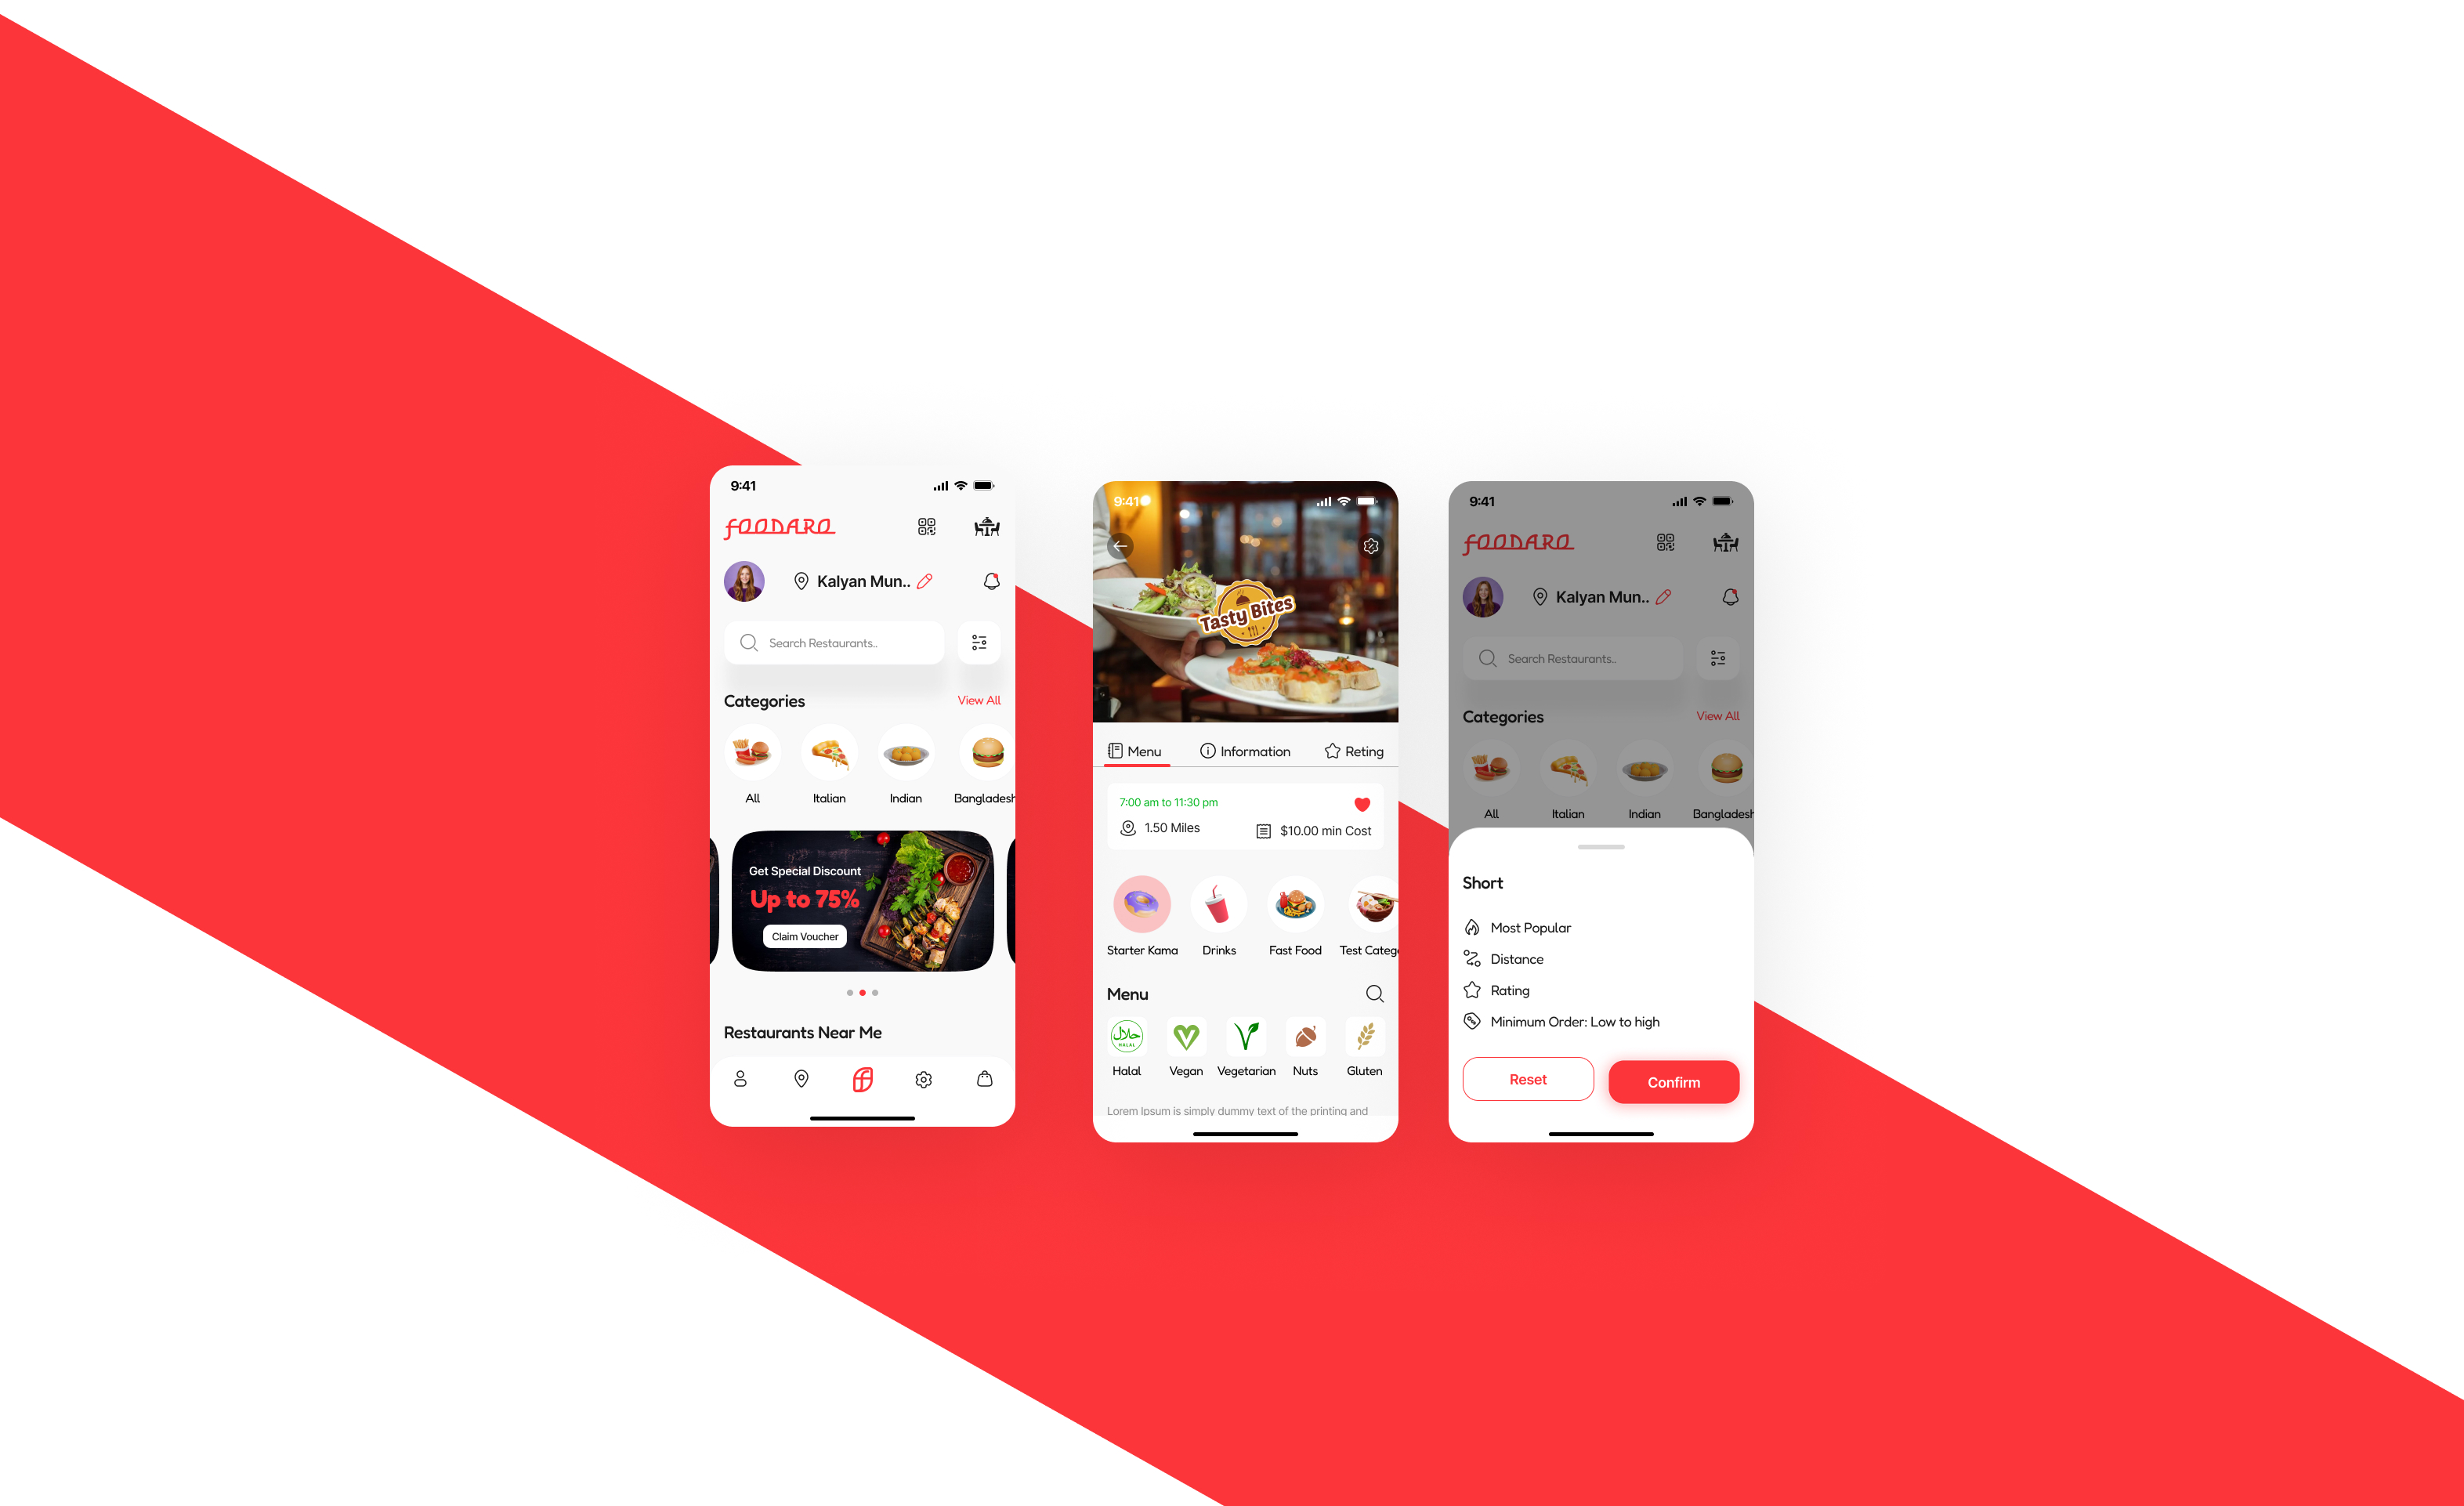 9:41
FOODARO
Kalyan Mun..
Search Restaurants..
Categories
View All
All
Italian
Indian
Bangladesh
Get Special Discount
Up to 75%
Claim Voucher
Restaurants Near Me
9:41
Tasty Bites
Menu
Information
Reting
7:00 am to 11:30 pm
1.50 Miles
$10.00 min Cost
Starter Kama
Drinks
Fast Food
Test Catego
Menu
حلال
HALAL
Halal
Vegan
Vegetarian
Nuts
Gluten
Lorem Ipsum is simply dummy text of the printing and
9:41
FOODARO
Kalyan Mun..
Search Restaurants..
Categories
View All
All
Italian
Indian
Bangladesh
Short
Most Popular
Distance
Rating
Minimum Order: Low to high
Reset
Confirm